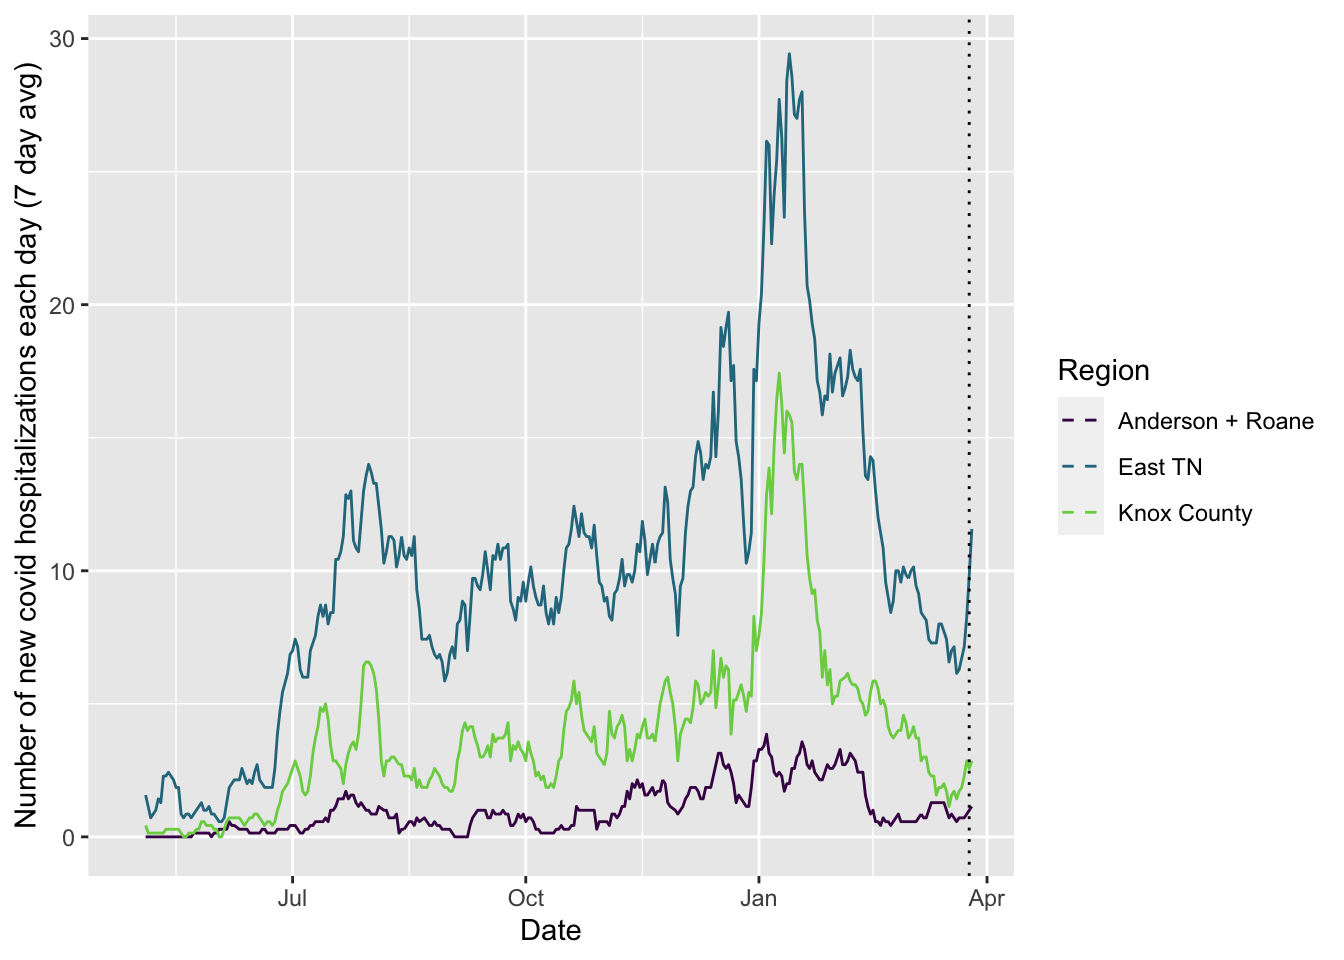 Number of new covid hospitalizations each day (7 day avg)
30
20
10
0
Jul
Oct
Jan
Apr
Date
Region
Anderson + Roane
East TN
Knox County